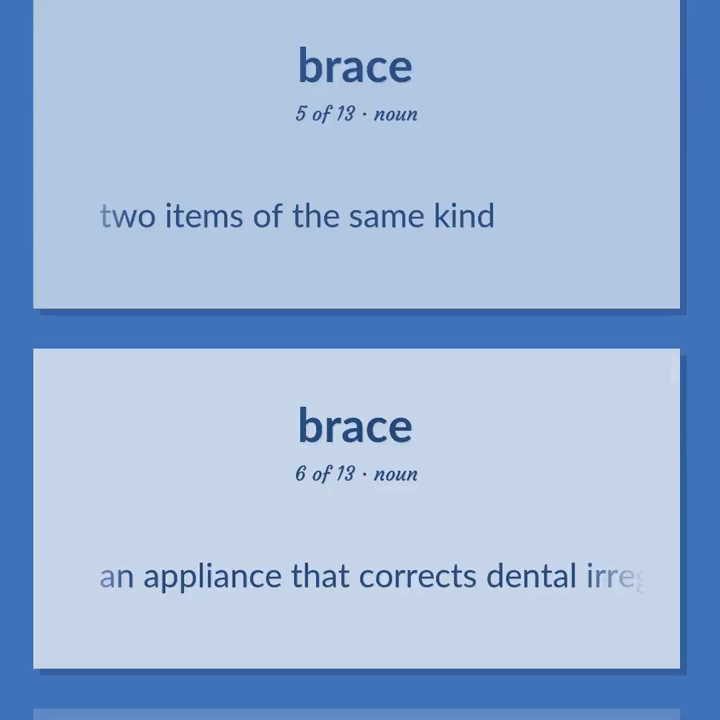 brace
5 of 13 · noun
two items of the same kind
brace
6 of 13 · noun
an appliance that corrects dental irreg